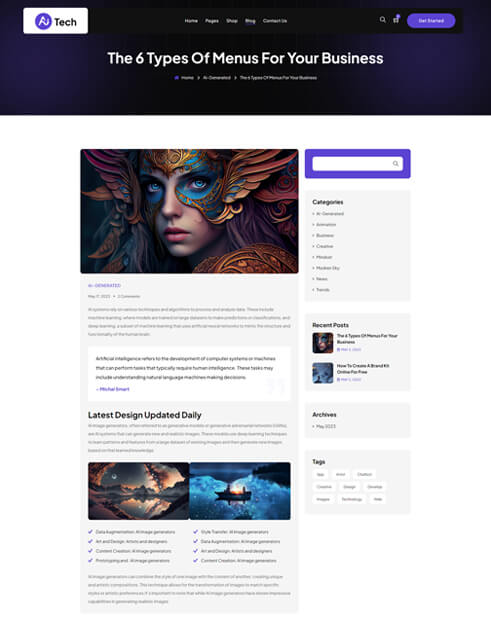 AI Tech
Home Pages Shop Blog Contact Us
Get Started
The 6 Types Of Menus For Your Business
Home > AI-Generated > The 6 Types Of Menus For Your Business
AI-GENERATED
May 17, 2023 • 2 Comments
AI systems rely on various techniques and algorithms to process and analyze data. These include
machine learning, where models are trained on large datasets to make predictions or classifications, and
deep learning, a subset of machine learning that uses artificial neural networks to mimic the structure and
functionality of the human brain.
Artificial intelligence refers to the development of computer systems or machines
that can perform tasks that typically require human intelligence. These tasks may
include understanding natural language machines making decisions.
– Michal Smart
Latest Design Updated Daily
AI image generators, often referred to as generative models or generative adversarial networks (GANs),
are AI systems that can generate new and realistic images. These models use deep learning techniques
to learn patterns and features from a large dataset of existing images and then generate new images
based on that learned knowledge.
Data Augmentation: AI image generators
Art and Design: Artists and designers
Content Creation: AI image generators
Prototyping and: AI image generators
Style Transfer: AI image generators
Data Augmentation: AI image generators
Art and Design: Artists and designers
Content Creation: AI image generators
AI image generators can combine the style of one image with the content of another, creating unique
and artistic compositions. This technique allows for the transformation of images to match specific
styles or artistic preferences. It's important to note that while AI image generators have shown impressive
capabilities in generating realistic images
Categories
AI-Generated
Animation
Business
Creative
Mindset
Modren Sky
News
Trends
Recent Posts
The 6 Types Of Menus For Your
Business
How To Create A Brand Kit
Online For Free
Archives
May 2023
Tags
App Artist Chatbot
Creative Design Develop
Images Technology Web